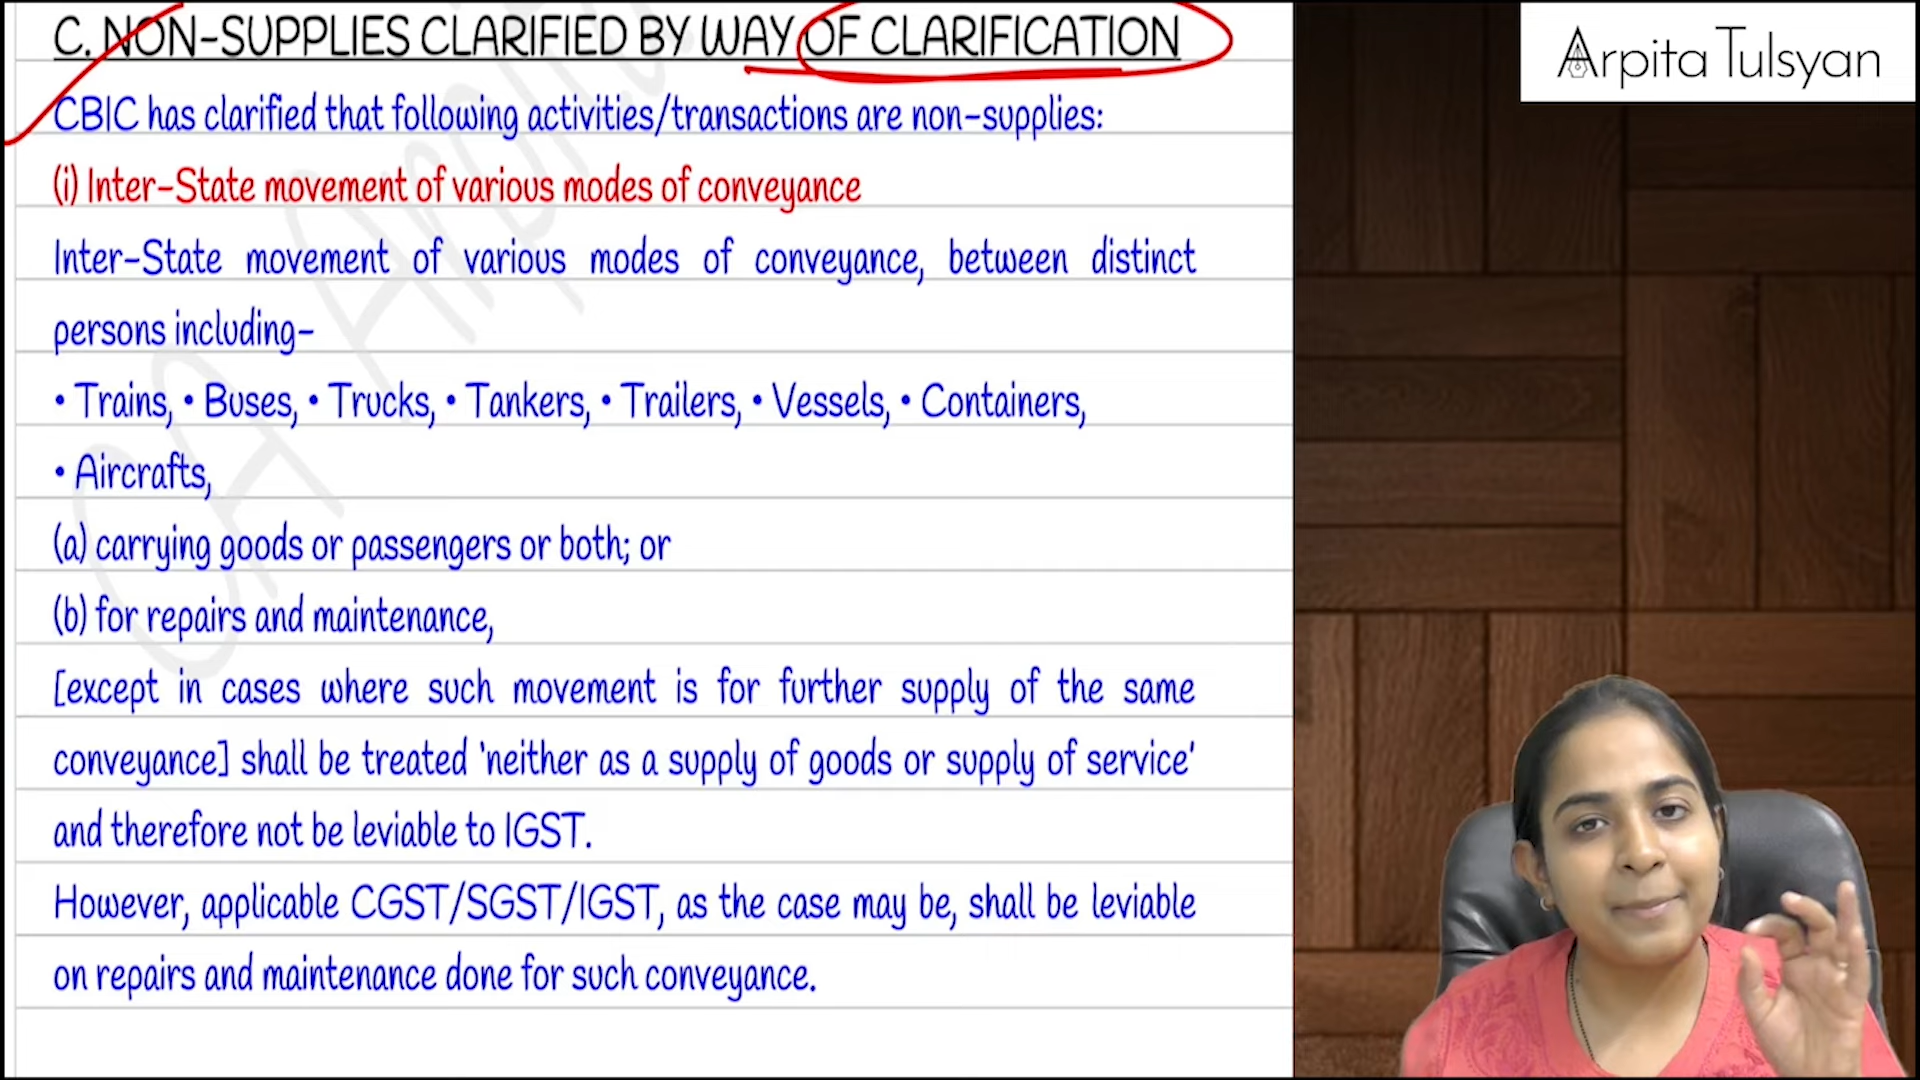 C. NON-SUPPLIES CLARIFIED BY WAY OF CLARIFICATION
Arpita Tulsyan
CBIC has clarified that following activities/transactions are non-supplies:
(i) Inter-State movement of various modes of conveyance
Inter-State movement of various modes of conveyance, between distinct
persons including-
• Trains, • Buses, • Trucks, • Tankers, • Trailers, • Vessels, • Containers,
• Aircrafts,
(a) carrying goods or passengers or both; or
(b) for repairs and maintenance,
[except in cases where such movement is for further supply of the same
conveyance] shall be treated ‘neither as a supply of goods or supply of service’
and therefore not be leviable to IGST.
However, applicable CGST/SGST/IGST, as the case may be, shall be leviable
on repairs and maintenance done for such conveyance.